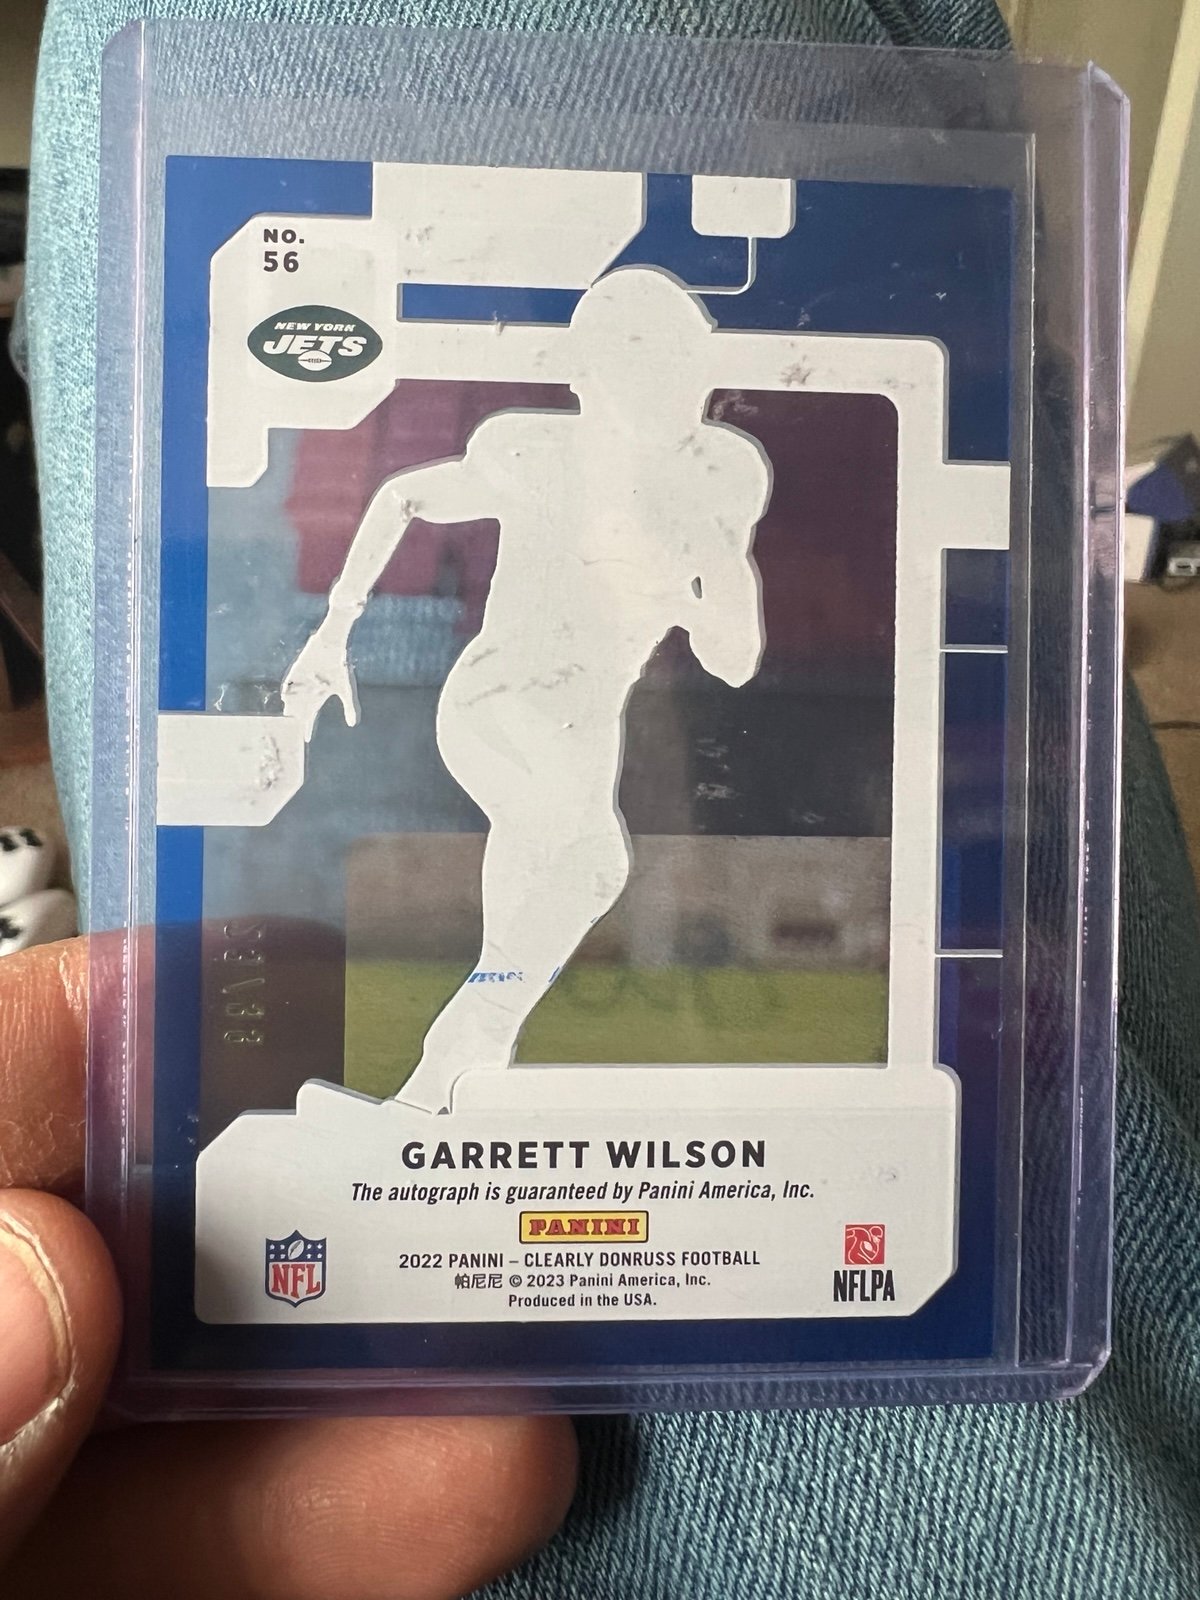 NO.
56
NEW YORK
JETS
GARRETT WILSON
The autograph is guaranteed by Panini America, Inc.
PANINI
2022 PANINI – CLEARLY DONRUSS FOOTBALL
帕尼尼 © 2023 Panini America, Inc.
Produced in the USA.
NFL
NFLPA